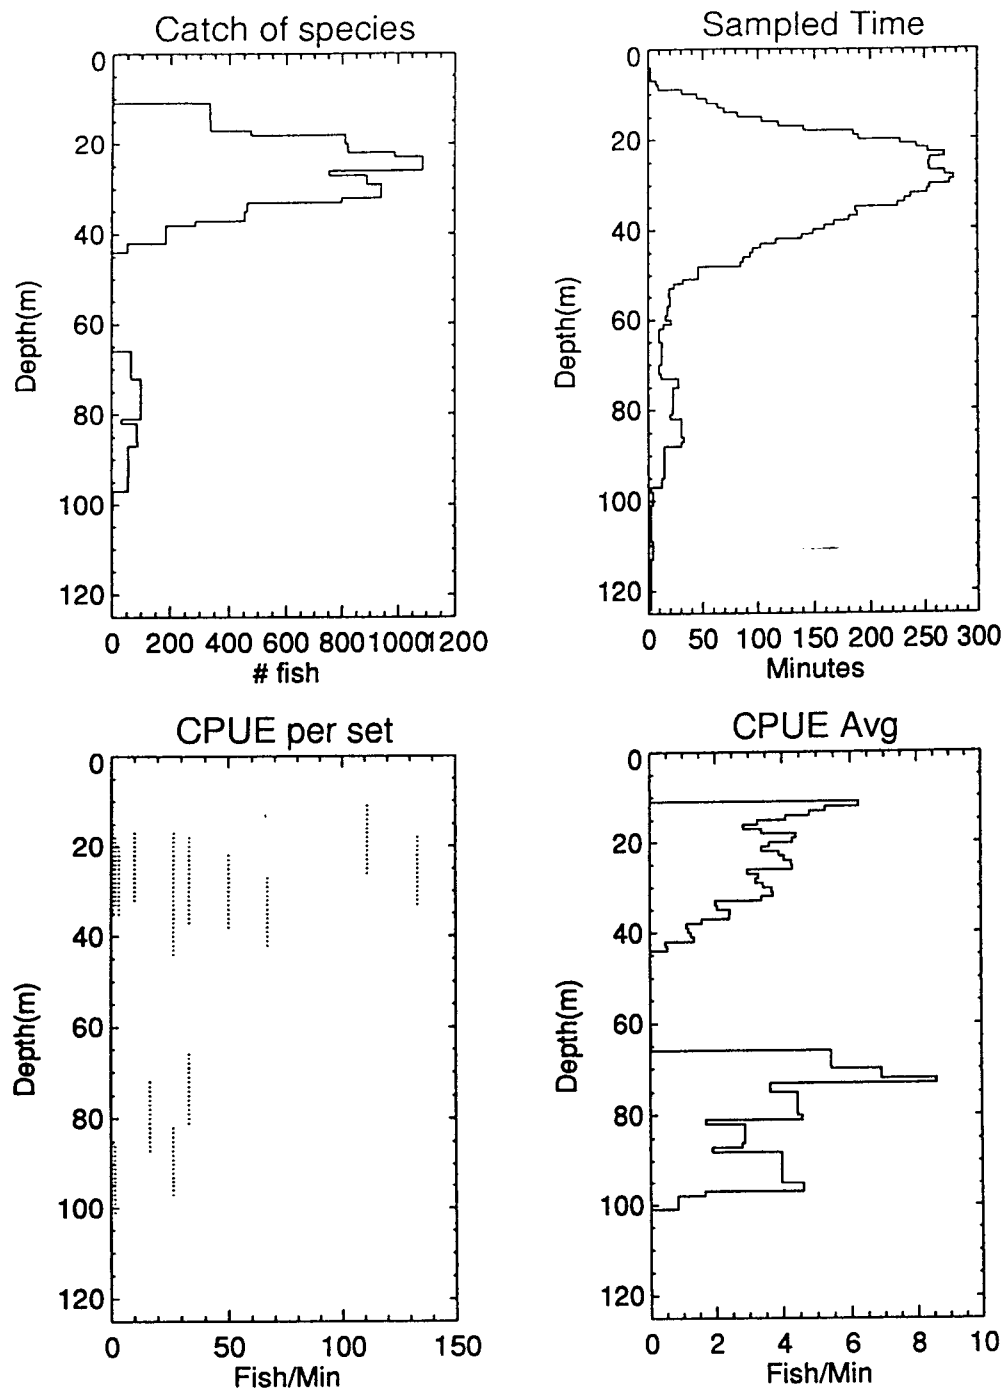 Catch of species
0
20
40
60
80
100
120
Depth(m)
0 200 400 600 800 1000 1200
# fish
Sampled Time
0
20
40
60
80
100
120
Depth(m)
0 50 100 150 200 250 300
Minutes
CPUE per set
0
20
40
60
80
100
120
Depth(m)
0 50 100 150
Fish/Min
CPUE Avg
0
20
40
60
80
100
120
Depth(m)
0 2 4 6 8 10
Fish/Min